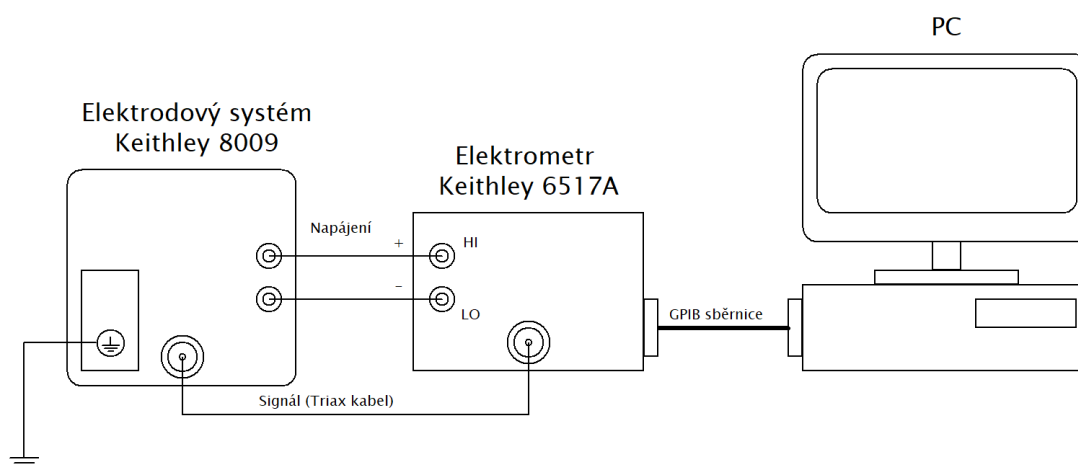 PC
Elektrodový systém
Keithley 8009
Elektrometr
Keithley 6517A
Napájení
+
HI
−
LO
GPIB sběrnice
Signál (Triax kabel)